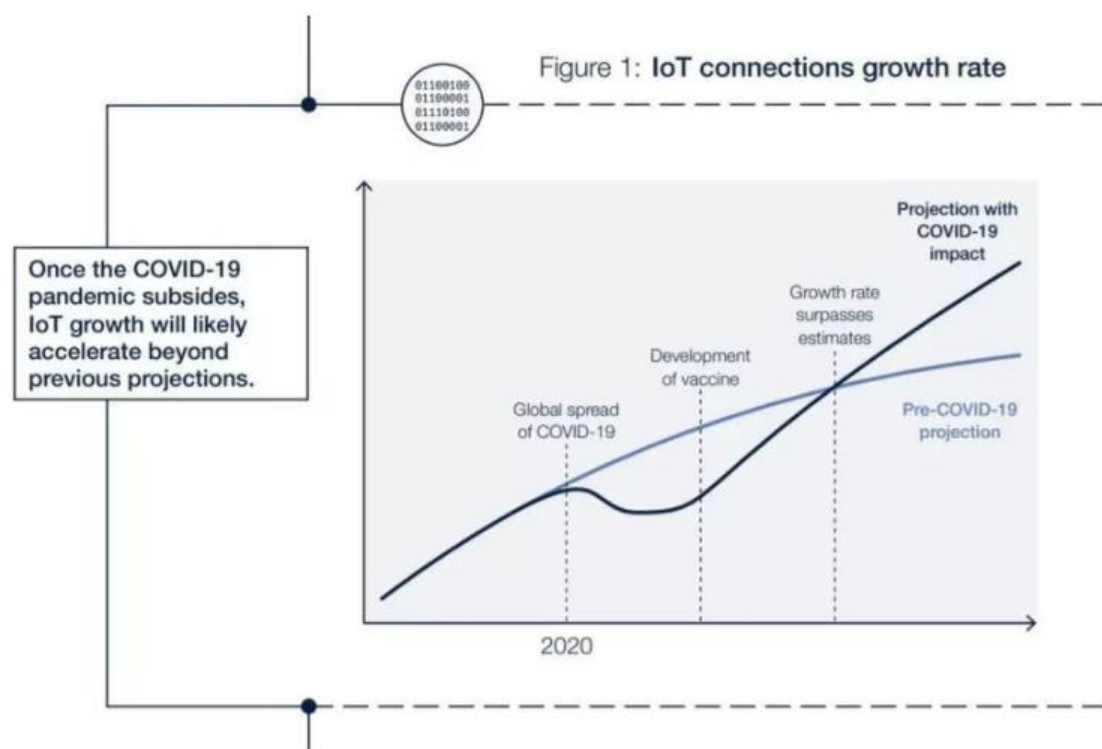 Figure 1: IoT connections growth rate
01100100
01100001
01110100
01100001
Once the COVID-19
pandemic subsides,
IoT growth will likely
accelerate beyond
previous projections.
Projection with
COVID-19
impact
Growth rate
surpasses
estimates
Development
of vaccine
Global spread
of COVID-19
Pre-COVID-19
projection
2020